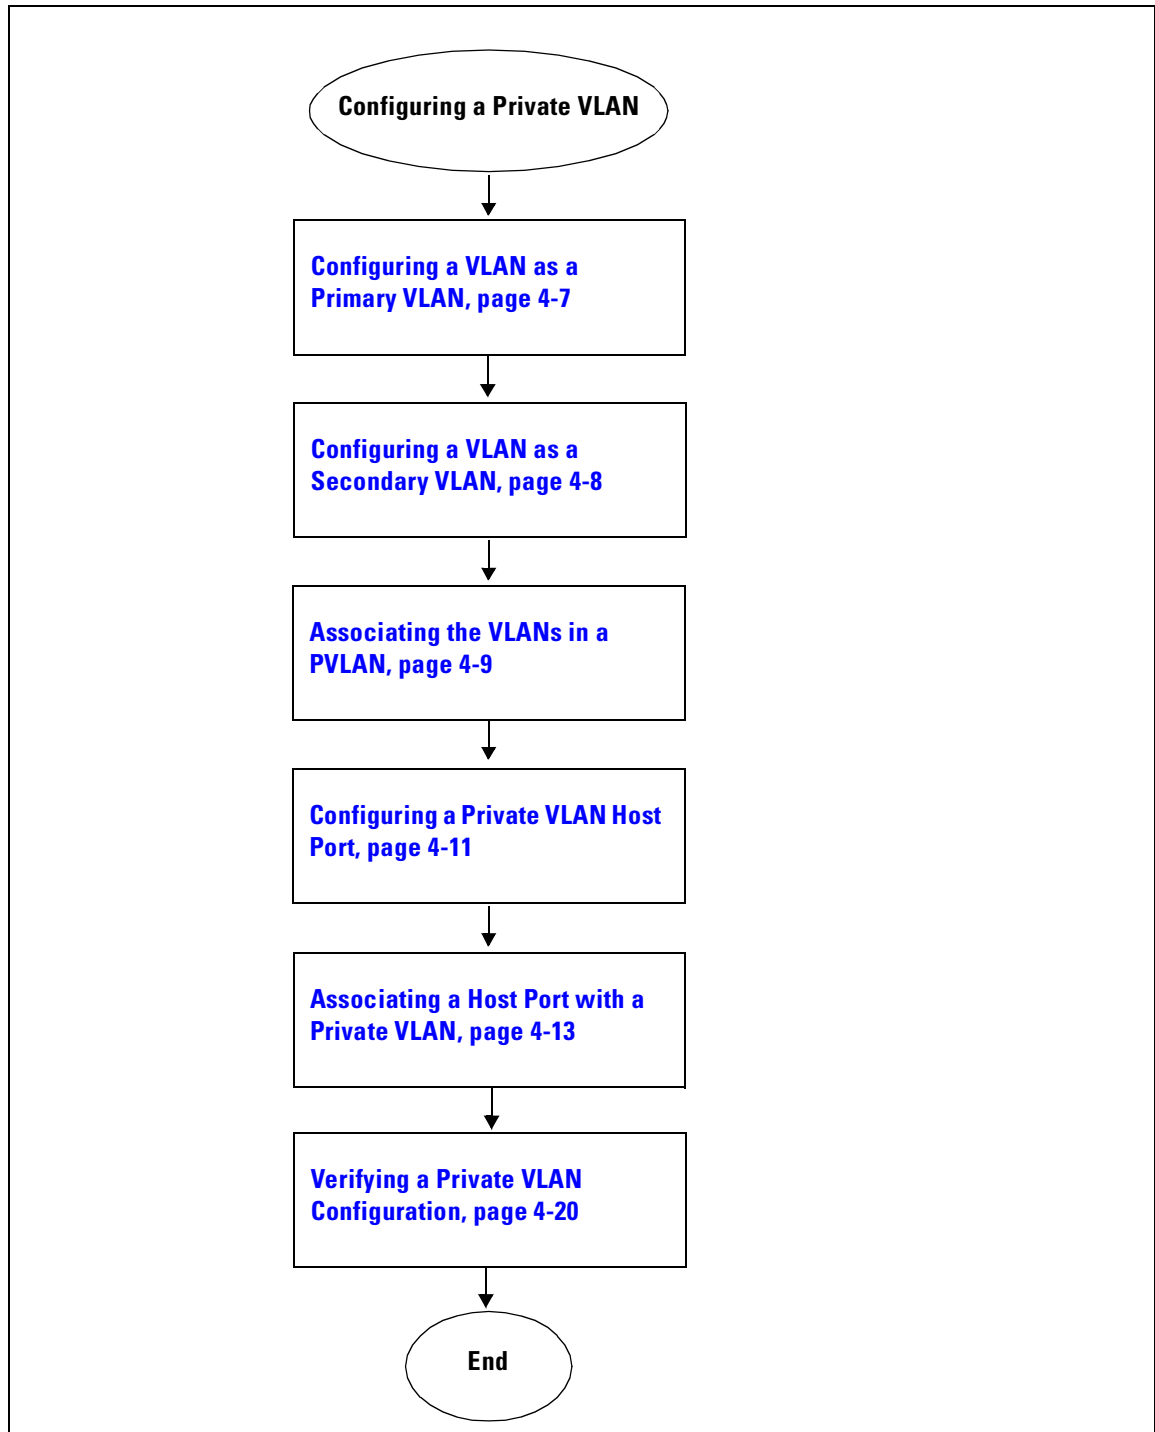 Configuring a Private VLAN
Configuring a VLAN as a
Primary VLAN, page 4-7
Configuring a VLAN as a
Secondary VLAN, page 4-8
Associating the VLANs in a
PVLAN, page 4-9
Configuring a Private VLAN Host
Port, page 4-11
Associating a Host Port with a
Private VLAN, page 4-13
Verifying a Private VLAN
Configuration, page 4-20
End